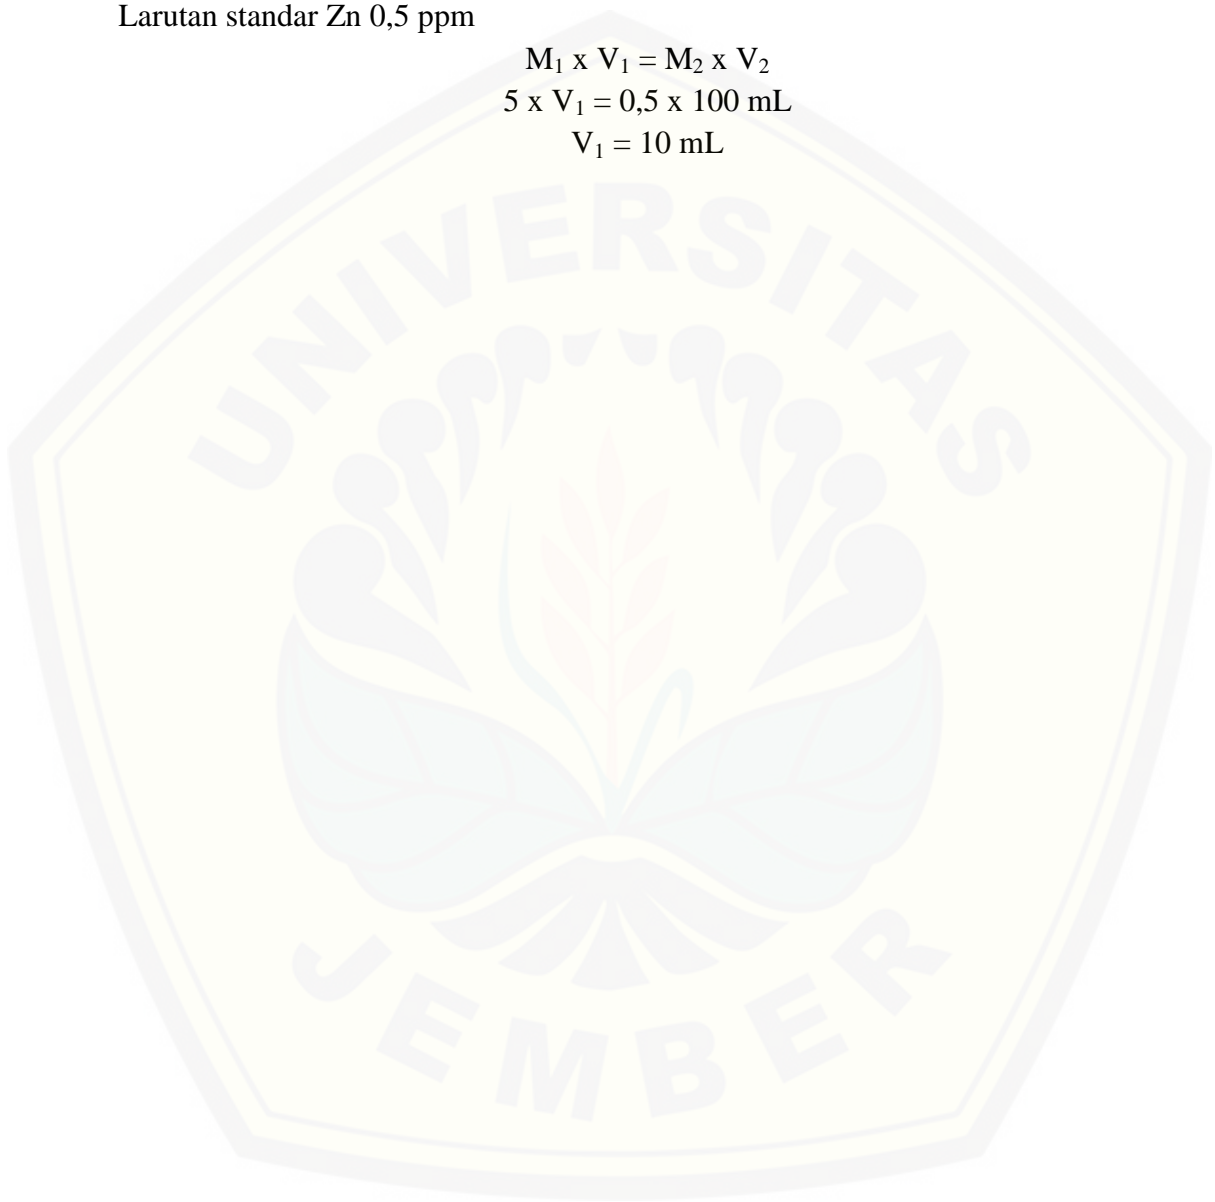 Larutan standar Zn 0,5 ppm
M₁ x V₁ = M₂ x V₂
5 x V₁ = 0,5 x 100 mL
V₁ = 10 mL
UNIVERSITAS
JEMBER